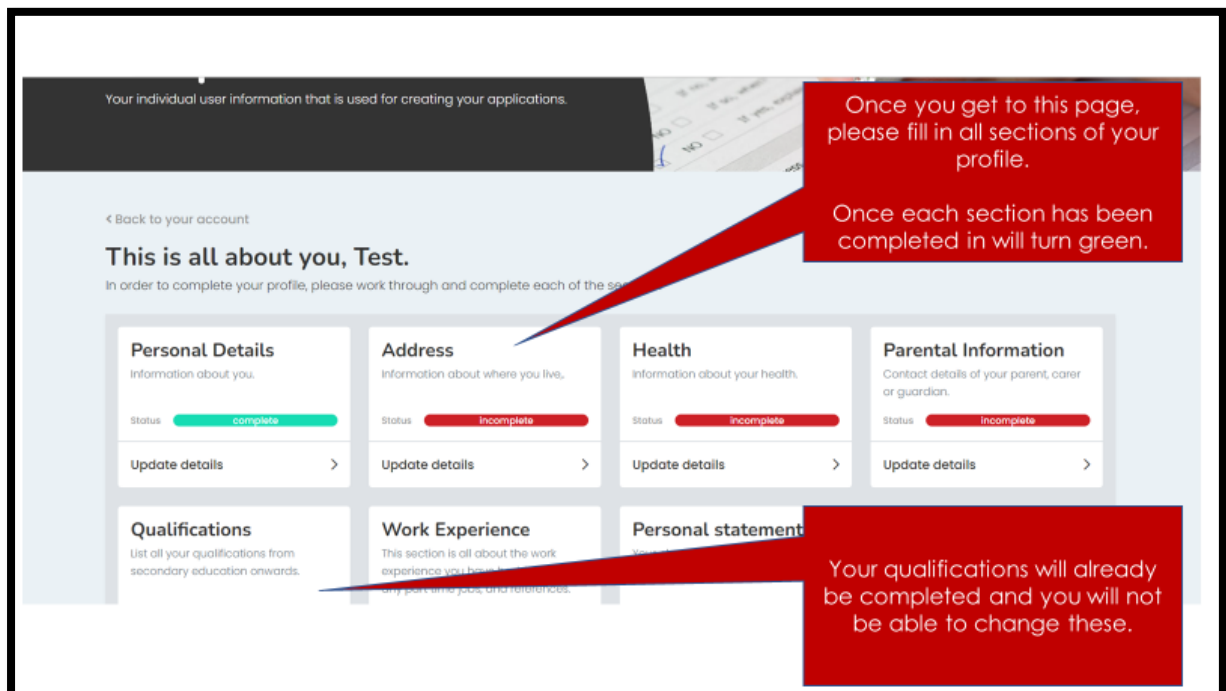 Your individual user information that is used for creating your applications.
NO
If so, when?
NO
If yes,
Once you get to this page,
please fill in all sections of your
profile.
Once each section has been
completed in will turn green.
< Back to your account
This is all about you, Test.
In order to complete your profile, please work through and complete each of the
Personal Details
Information about you.
Status complete
Update details >
Address
Information about where you live,.
Status incomplete
Update details >
Health
Information about your health.
Status incomplete
Update details >
Parental Information
Contact details of your parent, carer
or guardian.
Status incomplete
Update details >
Qualifications
List all your qualifications from
secondary education onwards.
Work Experience
This section is all about the work
experience you have
any part time jobs, and references.
Personal statement
Your qualifications will already
be completed and you will not
be able to change these.